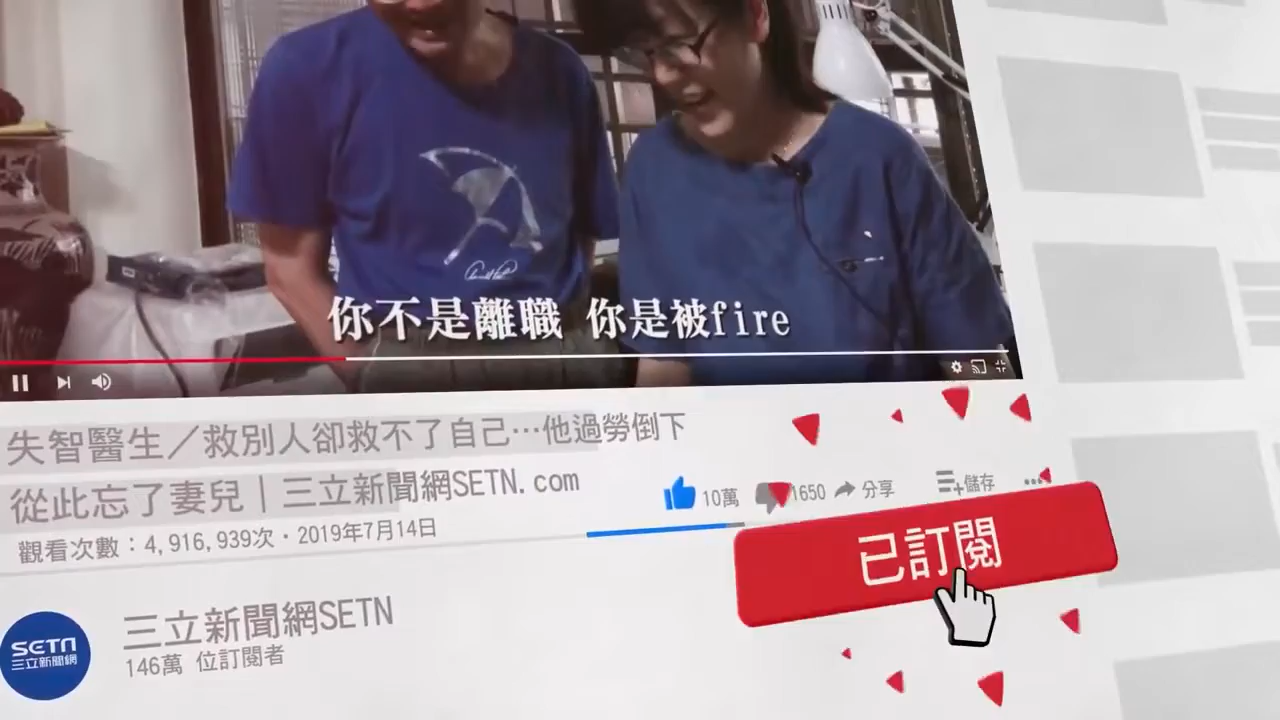 你不是離職 你是被fire
失智醫生／救別人卻救不了自己…他過勞倒下
從此忘了妻兒｜三立新聞網SETN.com
10萬
1650
分享
儲存
觀看次數：4,916,939次·2019年7月14日
已訂閱
SETN
三立新聞網
三立新聞網SETN
146萬 位訂閱者